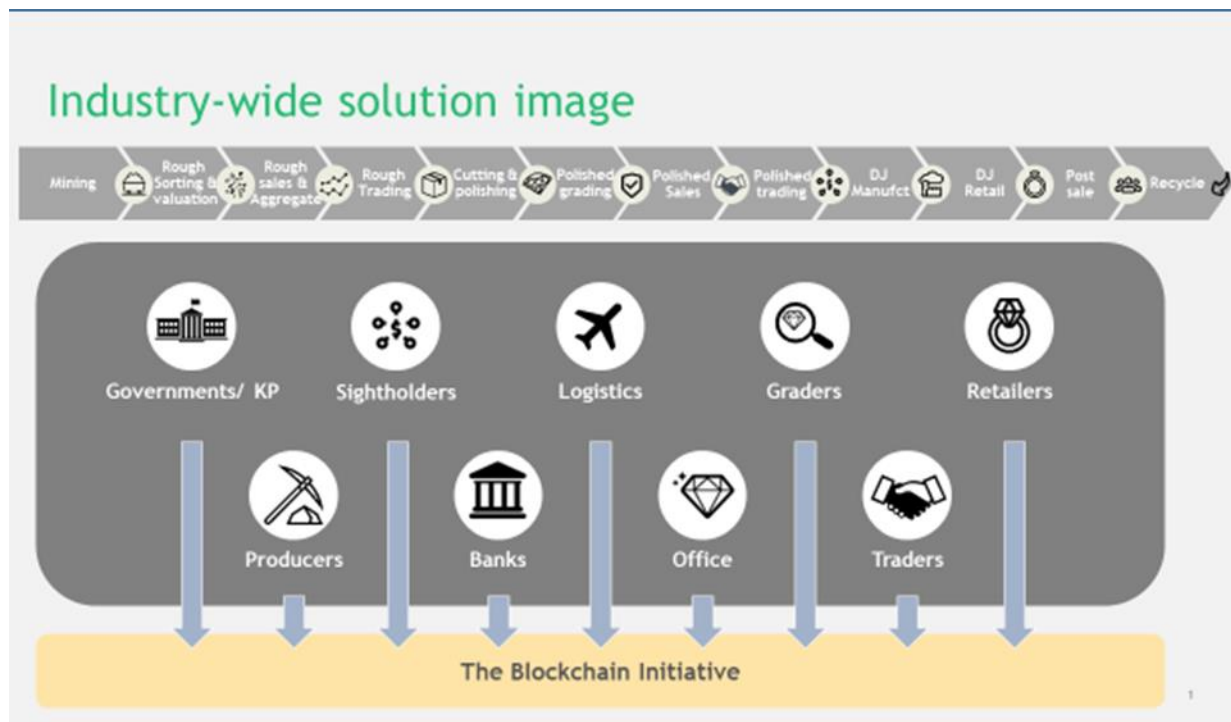 Industry-wide solution image
Mining
Rough
Sorting &
valuation
Rough
sales &
Aggregate
Rough
Trading
Cutting &
polishing
Polished
grading
Polished
Sales
Polished
trading
DJ
Manufct
DJ
Retail
Post
sale
Recycle
$
Governments/ KP
Sightholders
Logistics
Graders
Retailers
Producers
Banks
Office
Traders
The Blockchain Initiative
1